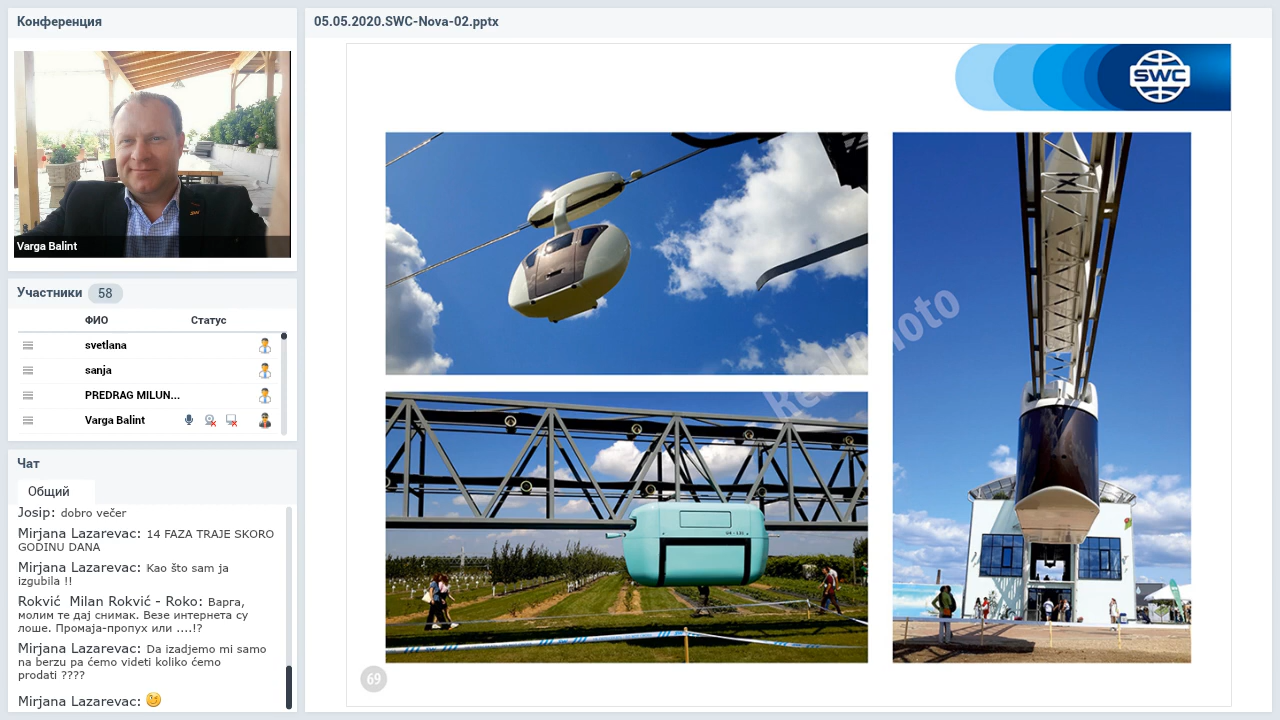 Конференция
Varga Balint
Участники 58
ФИО Статус
svetlana
sanja
PREDRAG MILUN...
Varga Balint
Чат
Общий
Josip: dobro večer
Mirjana Lazarevac: 14 FAZA TRAJE SKORO
GODINU DANA
Mirjana Lazarevac: Kao što sam ja
izgubila !!
Rokvić Milan Rokvić - Roko: Варга,
молим те дај снимак. Везе интернета су
лоше. Промаја-пропух или ....!?
Mirjana Lazarevac: Da izadjemo mi samo
na berzu pa ćemo videti koliko ćemo
prodati ????
Mirjana Lazarevac:
05.05.2020.SWC-Nova-02.pptx
SWC
69